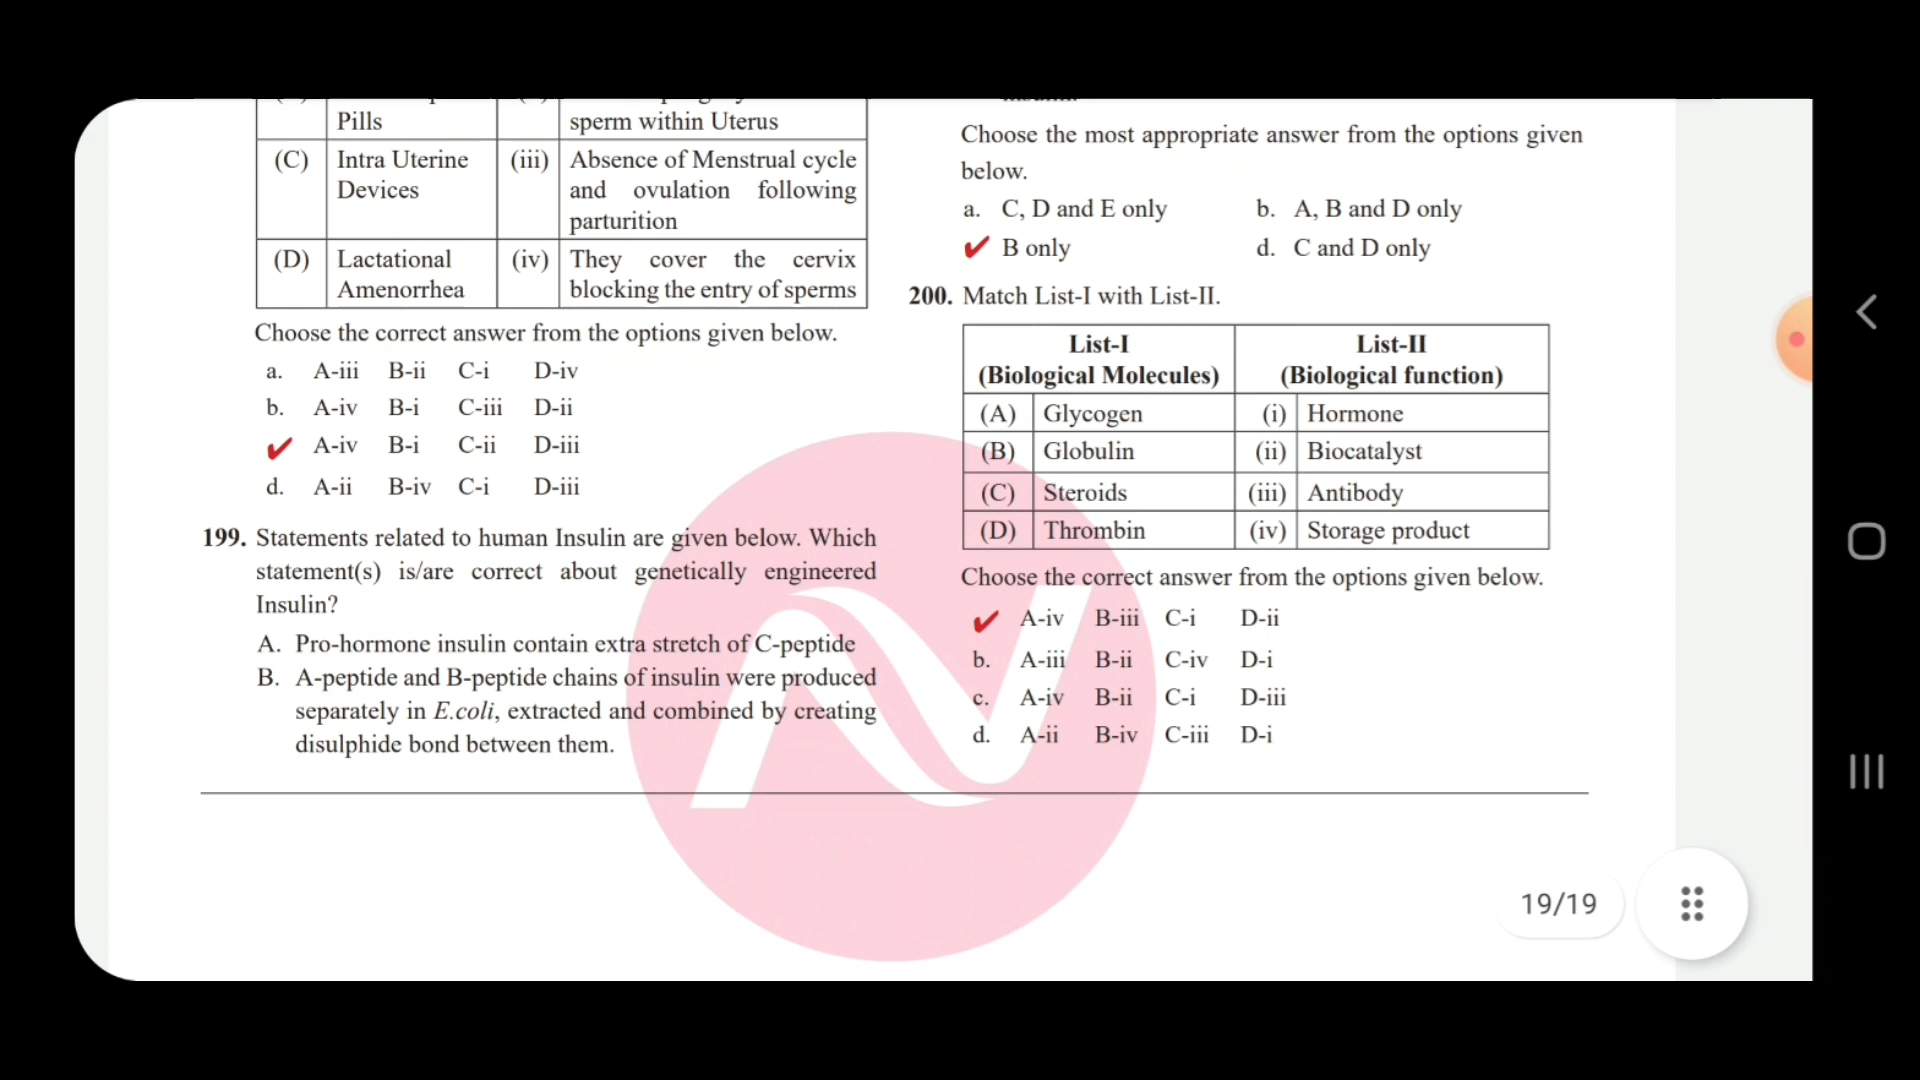 Pills
sperm within Uterus
(C) Intra Uterine Devices (iii) Absence of Menstrual cycle and ovulation following parturition
(D) Lactational Amenorrhea (iv) They cover the cervix blocking the entry of sperms
Choose the correct answer from the options given below.
a. A-iii B-ii C-i D-iv
b. A-iv B-i C-iii D-ii
✔ A-iv B-i C-ii D-iii
d. A-ii B-iv C-i D-iii
199. Statements related to human Insulin are given below. Which
statement(s) is/are correct about genetically engineered
Insulin?
A. Pro-hormone insulin contain extra stretch of C-peptide
B. A-peptide and B-peptide chains of insulin were produced
separately in E.coli, extracted and combined by creating
disulphide bond between them.
Choose the most appropriate answer from the options given
below.
a. C, D and E only b. A, B and D only
✔ B only d. C and D only
200. Match List-I with List-II.
List-I (Biological Molecules) List-II (Biological function)
(A) Glycogen (i) Hormone
(B) Globulin (ii) Biocatalyst
(C) Steroids (iii) Antibody
(D) Thrombin (iv) Storage product
Choose the correct answer from the options given below.
✔ A-iv B-iii C-i D-ii
b. A-iii B-ii C-iv D-i
c. A-iv B-ii C-i D-iii
d. A-ii B-iv C-iii D-i
19/19